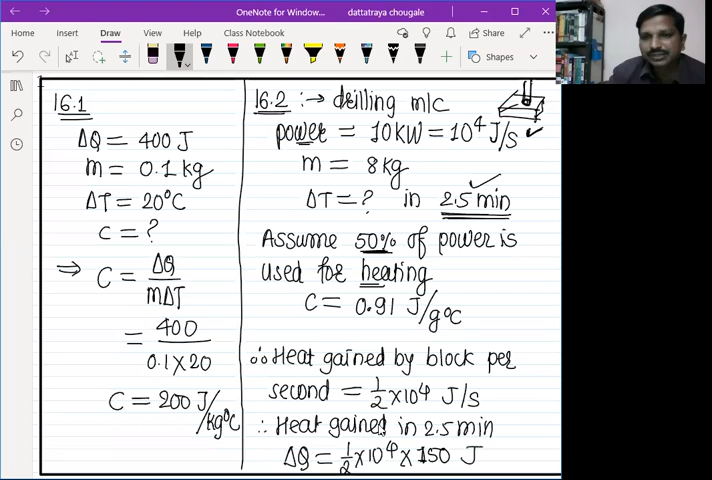 OneNote for Window...
dattatraya chougale
Home Insert Draw View Help Class Notebook Share
Shapes
16.1
ΔQ = 400 J
m = 0.1 kg
ΔT = 20°C
C = ?
⇒ C = ΔQ / mΔT
= 400 / 0.1 × 20
C = 200 J/kg°C
16.2 :→ drilling m/c
power = 10 kW = 10⁴ J/s ✓
m = 8 kg
ΔT = ? in 2.5 min
Assume 50% of power is
used for heating
C = 0.91 J/g°C
∴ Heat gained by block per
second = 1/2 × 10⁴ J/s
∴ Heat gained in 2.5 min
ΔQ = 1/2 × 10⁴ × 150 J